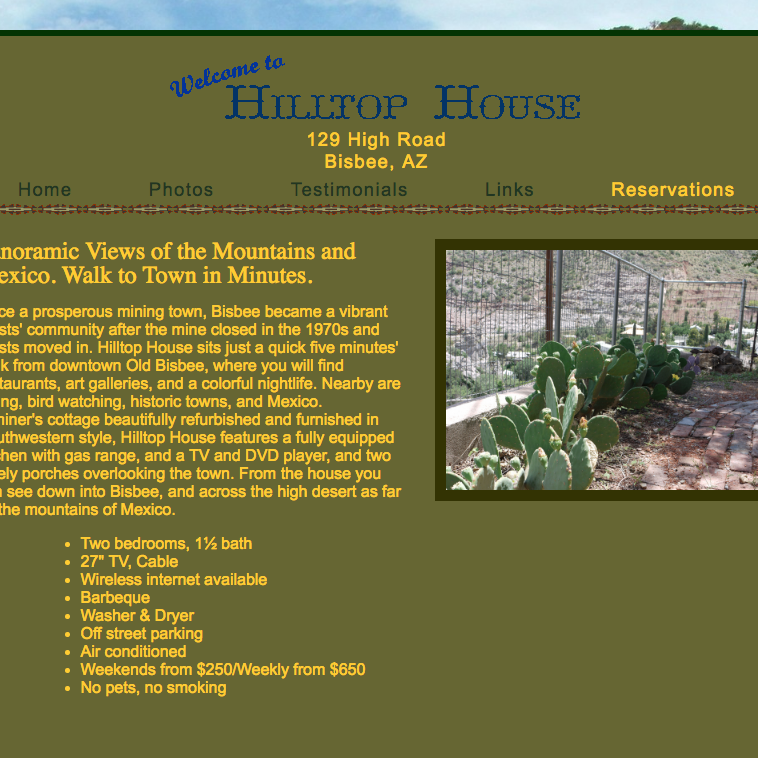 Welcome to
Hilltop House
129 High Road
Bisbee, AZ
Home Photos Testimonials Links Reservations
noramic Views of the Mountains and
exico. Walk to Town in Minutes.
ce a prosperous mining town, Bisbee became a vibrant
sts' community after the mine closed in the 1970s and
sts moved in. Hilltop House sits just a quick five minutes'
k from downtown Old Bisbee, where you will find
taurants, art galleries, and a colorful nightlife. Nearby are
ng, bird watching, historic towns, and Mexico.
niner's cottage beautifully refurbished and furnished in
uthwestern style, Hilltop House features a fully equipped
chen with gas range, and a TV and DVD player, and two
ely porches overlooking the town. From the house you
n see down into Bisbee, and across the high desert as far
the mountains of Mexico.
• Two bedrooms, 1½ bath
• 27" TV, Cable
• Wireless internet available
• Barbeque
• Washer & Dryer
• Off street parking
• Air conditioned
• Weekends from $250/Weekly from $650
• No pets, no smoking